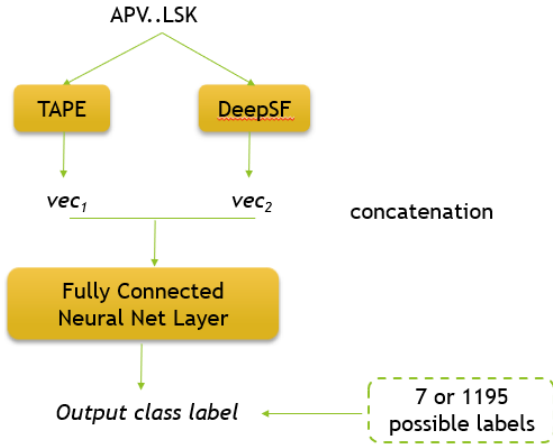 APV..LSK
TAPE
DeepSF
vec1
vec2
concatenation
Fully Connected
Neural Net Layer
Output class label
7 or 1195
possible labels